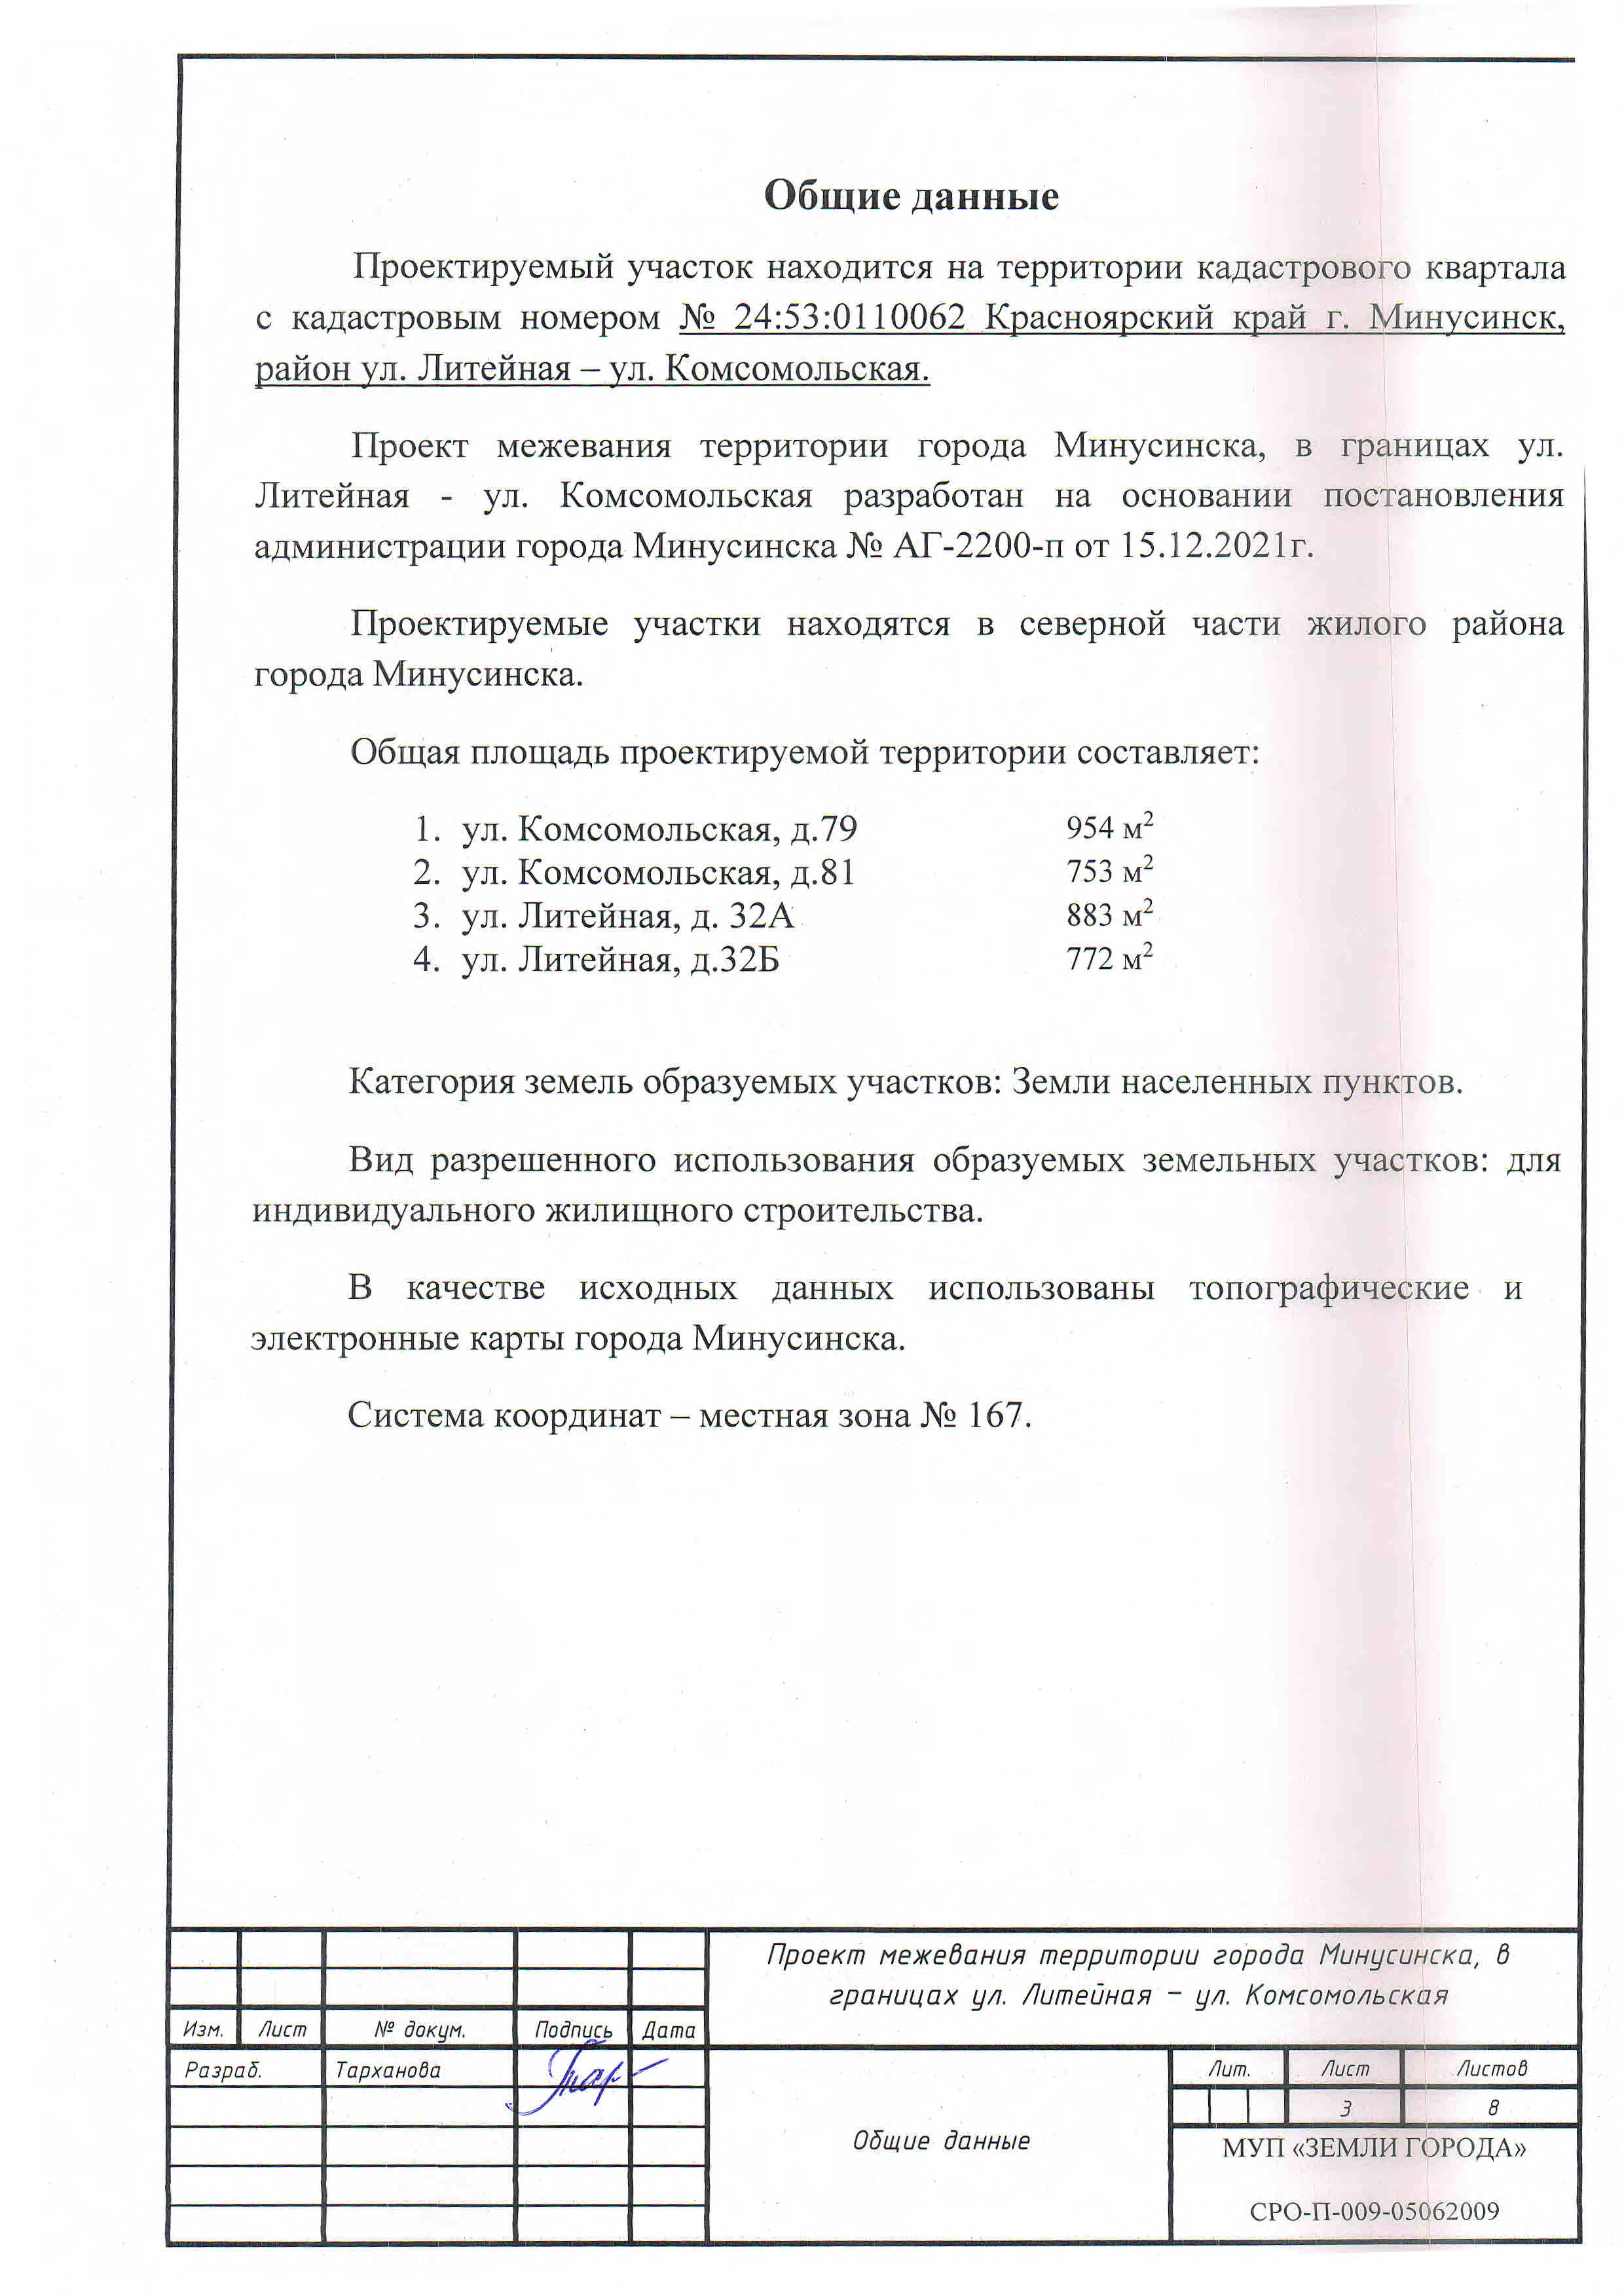 Общие данные
Проектируемый участок находится на территории кадастрового квартала
с кадастровым номером № 24:53:0110062 Красноярский край г. Минусинск,
район ул. Литейная – ул. Комсомольская.
Проект межевания территории города Минусинска, в границах ул.
Литейная - ул. Комсомольская разработан на основании постановления
администрации города Минусинска № АГ-2200-п от 15.12.2021г.
Проектируемые участки находятся в северной части жилого района
города Минусинска.
Общая площадь проектируемой территории составляет:
1. ул. Комсомольская, д.79 954 м²
2. ул. Комсомольская, д.81 753 м²
3. ул. Литейная, д. 32А 883 м²
4. ул. Литейная, д.32Б 772 м²
Категория земель образуемых участков: Земли населенных пунктов.
Вид разрешенного использования образуемых земельных участков: для
индивидуального жилищного строительства.
В качестве исходных данных использованы топографические и
электронные карты города Минусинска.
Система координат – местная зона № 167.
Проект межевания территории города Минусинска, в
границах ул. Литейная – ул. Комсомольская
Изм. Лист № докум. Подпись Дата
Разраб. Тарханова Тар
Общие данные
Лит. Лист Листов
3 8
МУП «ЗЕМЛИ ГОРОДА»
СРО-П-009-05062009